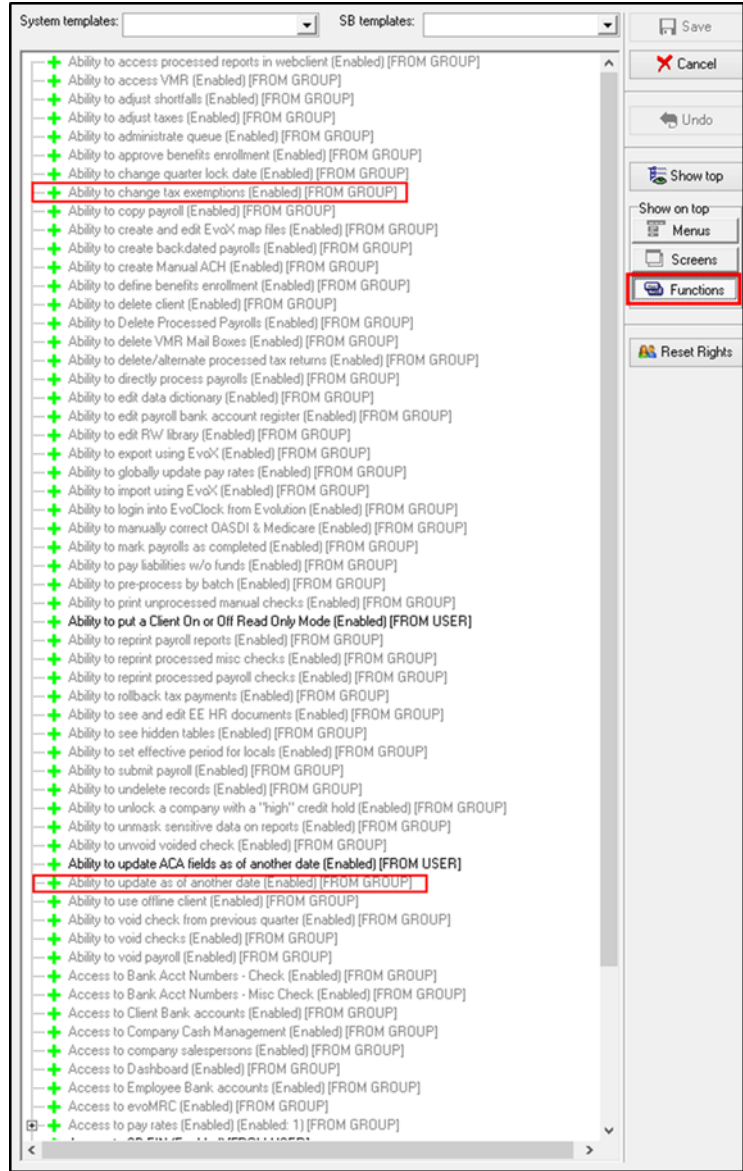 System templates: SB templates:
Save
Cancel
Undo
Show top
Show on top
Menus
Screens
Functions
Reset Rights
Ability to access processed reports in webclient (Enabled) [FROM GROUP]
Ability to access VMR (Enabled) [FROM GROUP]
Ability to adjust shortfalls (Enabled) [FROM GROUP]
Ability to adjust taxes (Enabled) [FROM GROUP]
Ability to administrate queue (Enabled) [FROM GROUP]
Ability to approve benefits enrollment (Enabled) [FROM GROUP]
Ability to change quarter lock date (Enabled) [FROM GROUP]
Ability to change tax exemptions (Enabled) [FROM GROUP]
Ability to copy payroll (Enabled) [FROM GROUP]
Ability to create and edit EvoX map files (Enabled) [FROM GROUP]
Ability to create backdated payrolls (Enabled) [FROM GROUP]
Ability to create Manual ACH (Enabled) [FROM GROUP]
Ability to define benefits enrollment (Enabled) [FROM GROUP]
Ability to delete client (Enabled) [FROM GROUP]
Ability to Delete Processed Payrolls (Enabled) [FROM GROUP]
Ability to delete VMR Mail Boxes (Enabled) [FROM GROUP]
Ability to delete/alternate processed tax returns (Enabled) [FROM GROUP]
Ability to directly process payrolls (Enabled) [FROM GROUP]
Ability to edit data dictionary (Enabled) [FROM GROUP]
Ability to edit payroll bank account register (Enabled) [FROM GROUP]
Ability to edit RW library (Enabled) [FROM GROUP]
Ability to export using EvoX (Enabled) [FROM GROUP]
Ability to globally update pay rates (Enabled) [FROM GROUP]
Ability to import using EvoX (Enabled) [FROM GROUP]
Ability to login into EvoClock from Evolution (Enabled) [FROM GROUP]
Ability to manually correct OASDI & Medicare (Enabled) [FROM GROUP]
Ability to mark payrolls as completed (Enabled) [FROM GROUP]
Ability to pay liabilities w/o funds (Enabled) [FROM GROUP]
Ability to pre-process by batch (Enabled) [FROM GROUP]
Ability to print unprocessed manual checks (Enabled) [FROM GROUP]
Ability to put a Client On or Off Read Only Mode (Enabled) [FROM USER]
Ability to reprint payroll reports (Enabled) [FROM GROUP]
Ability to reprint processed misc checks (Enabled) [FROM GROUP]
Ability to reprint processed payroll checks (Enabled) [FROM GROUP]
Ability to rollback tax payments (Enabled) [FROM GROUP]
Ability to see and edit EE HR documents (Enabled) [FROM GROUP]
Ability to see hidden tables (Enabled) [FROM GROUP]
Ability to set effective period for locals (Enabled) [FROM GROUP]
Ability to submit payroll (Enabled) [FROM GROUP]
Ability to undelete records (Enabled) [FROM GROUP]
Ability to unlock a company with a "high" credit hold (Enabled) [FROM GROUP]
Ability to unmask sensitive data on reports (Enabled) [FROM GROUP]
Ability to unvoid voided check (Enabled) [FROM GROUP]
Ability to update ACA fields as of another date (Enabled) [FROM USER]
Ability to update as of another date (Enabled) [FROM GROUP]
Ability to use offline client (Enabled) [FROM GROUP]
Ability to void check from previous quarter (Enabled) [FROM GROUP]
Ability to void checks (Enabled) [FROM GROUP]
Ability to void payroll (Enabled) [FROM GROUP]
Access to Bank Acct Numbers - Check (Enabled) [FROM GROUP]
Access to Bank Acct Numbers - Misc Check (Enabled) [FROM GROUP]
Access to Client Bank accounts (Enabled) [FROM GROUP]
Access to Company Cash Management (Enabled) [FROM GROUP]
Access to company salespersons (Enabled) [FROM GROUP]
Access to Dashboard (Enabled) [FROM GROUP]
Access to Employee Bank accounts (Enabled) [FROM GROUP]
Access to evoMRC (Enabled) [FROM GROUP]
Access to pay rates (Enabled) (Enabled: 1) [FROM GROUP]